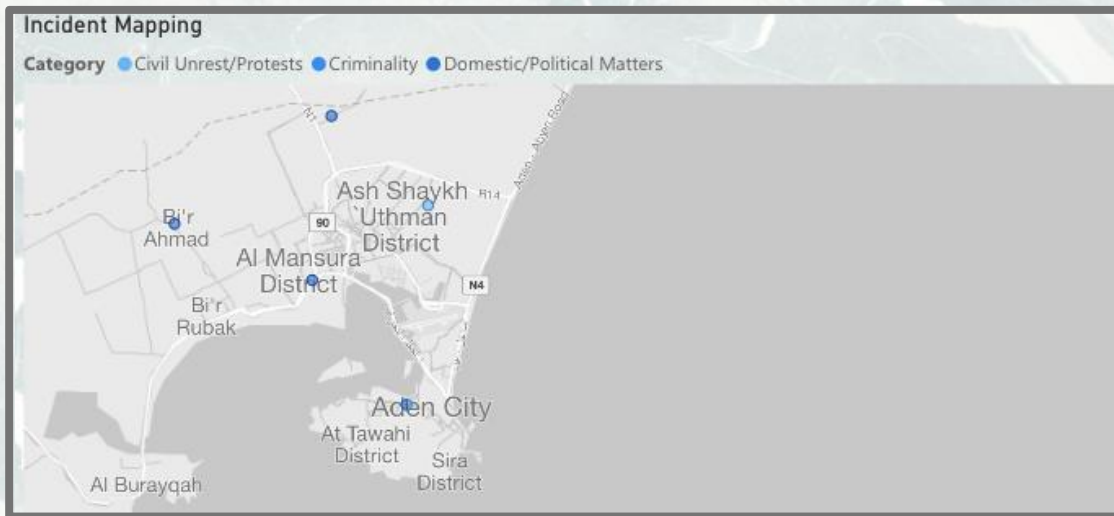 Incident Mapping
Category Civil Unrest/Protests Criminality Domestic/Political Matters
N1
Aden - Abyan Road
Ash Shaykh
R14
`Uthman
District
Bi'r
Ahmad
90
Al Mansura
District
N4
Bi'r
Rubak
Aden City
At Tawahi
District
Sira
District
Al Burayqah